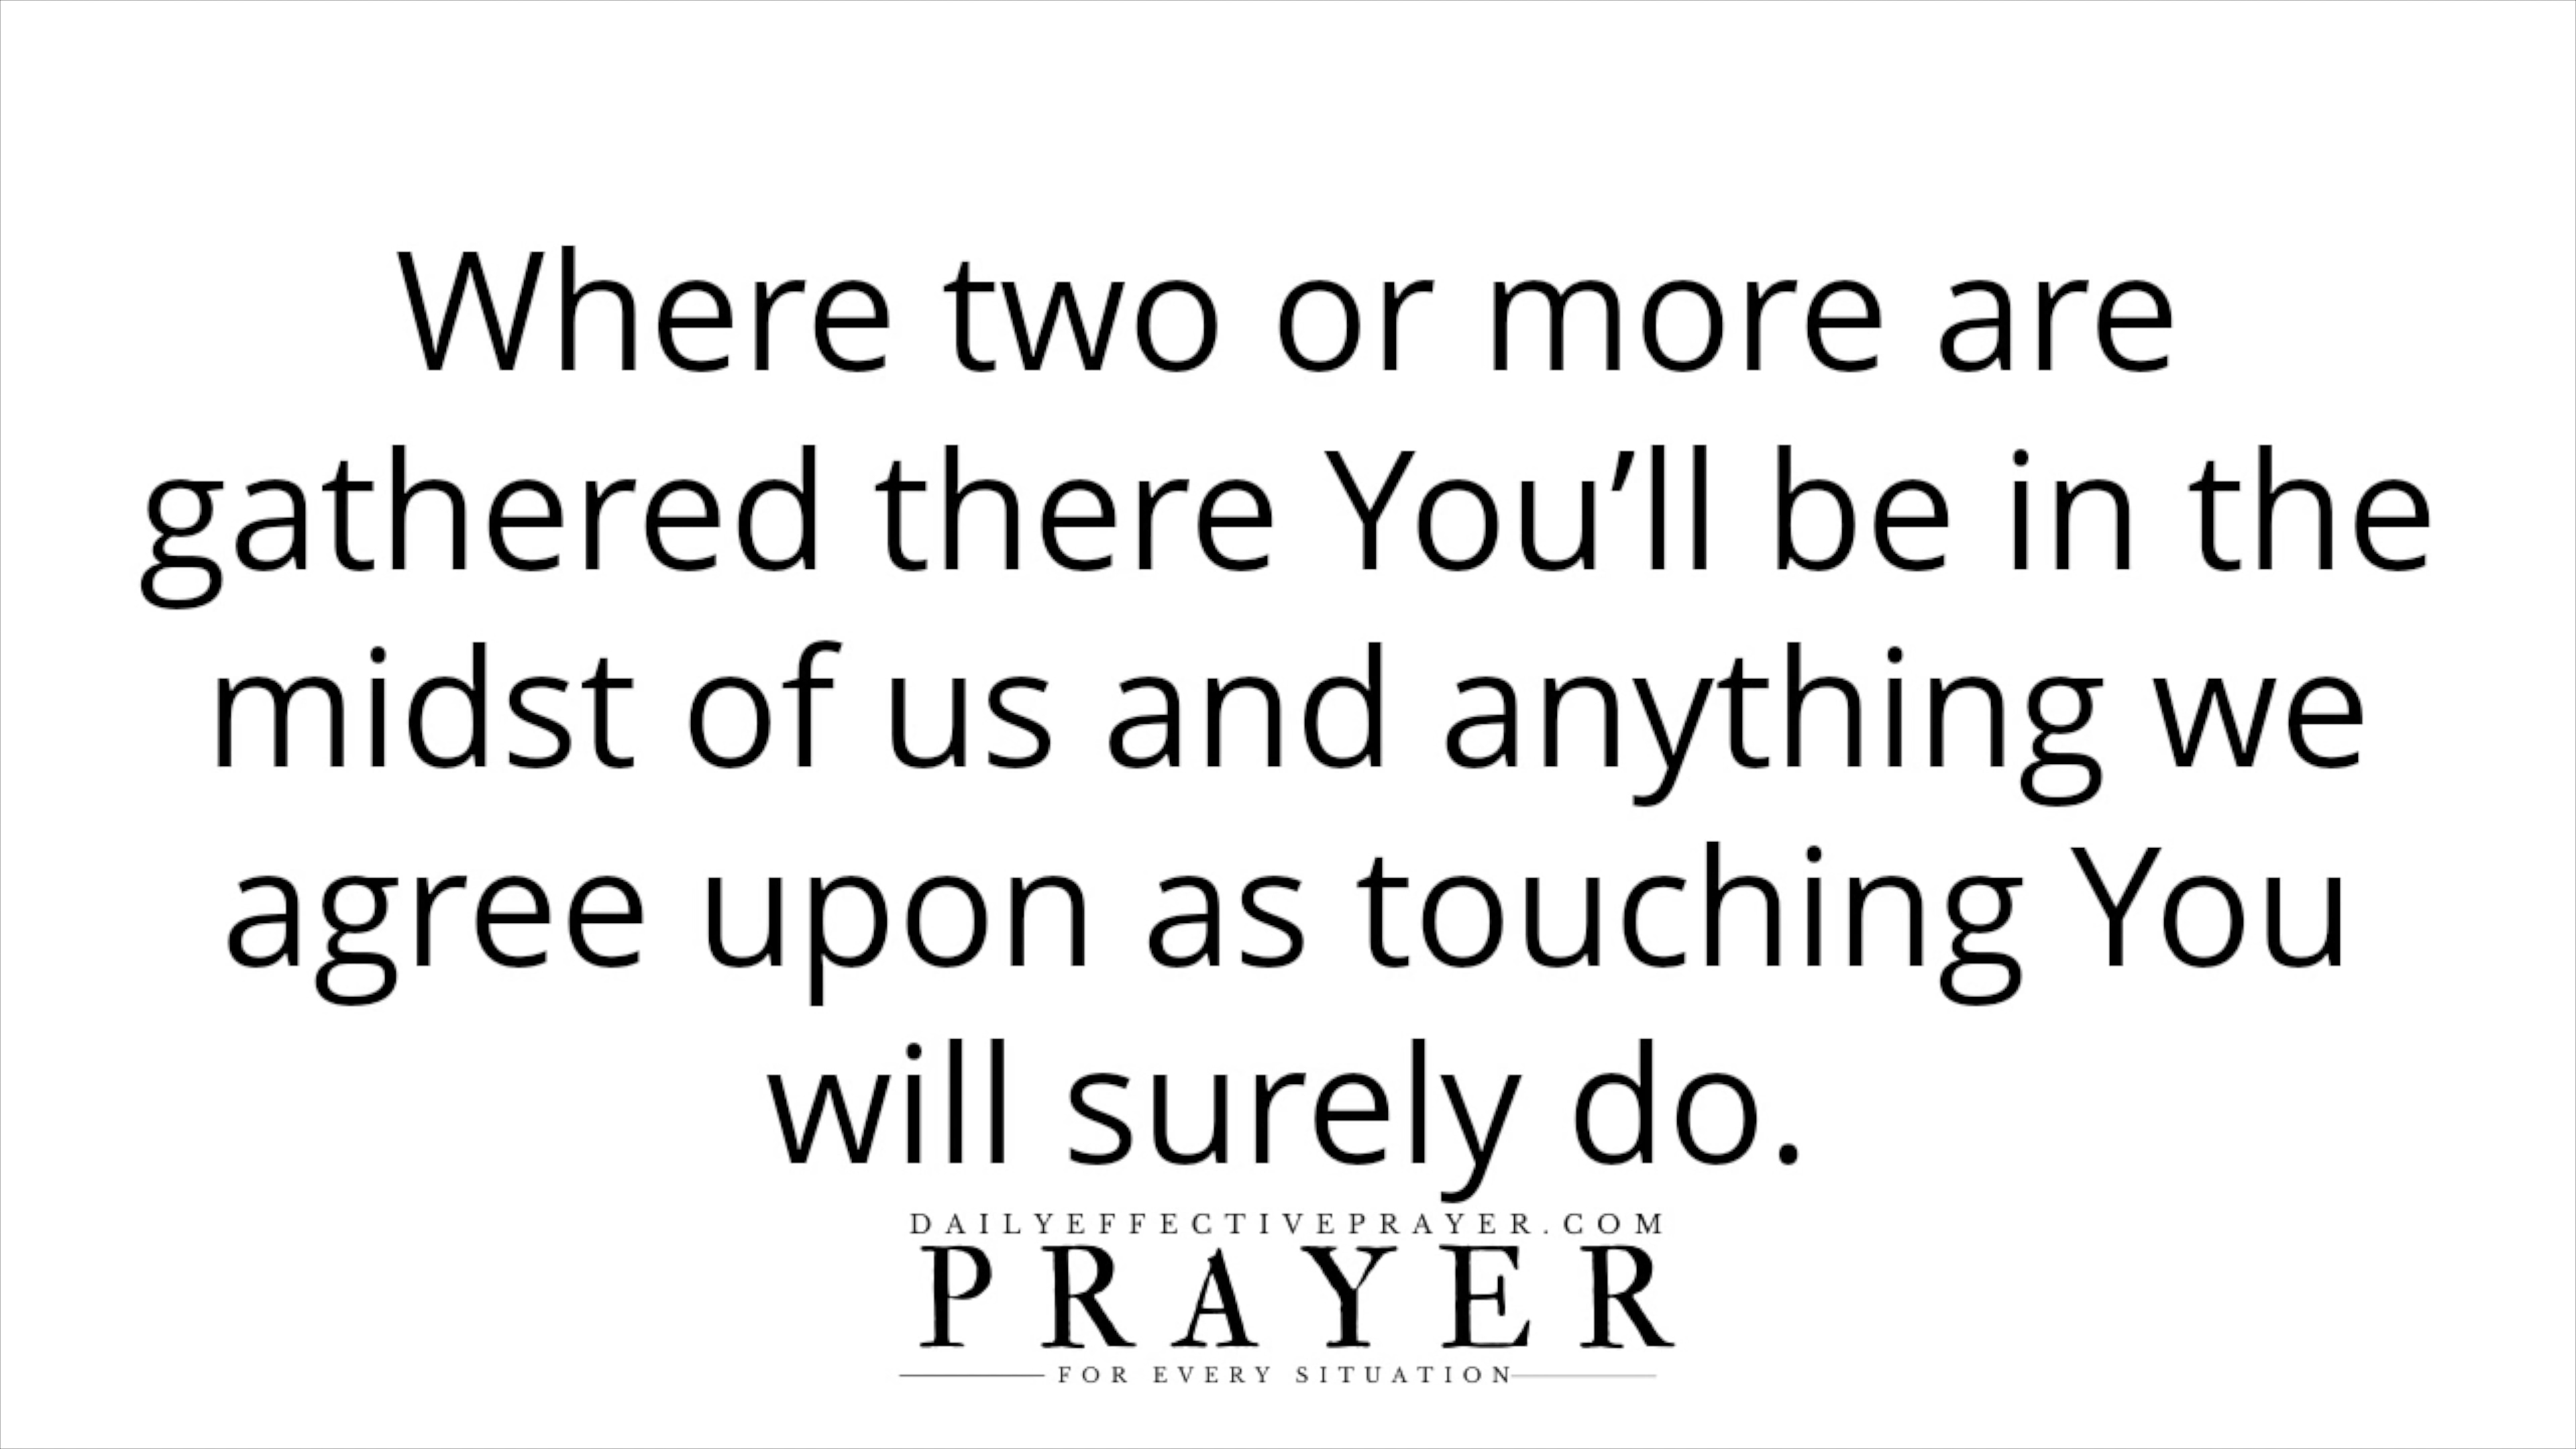 Where two or more are
gathered there You’ll be in the
midst of us and anything we
agree upon as touching You
will surely do.
DAILYEFFECTIVEPRAYER.COM
PRAYER
FOR EVERY SITUATION